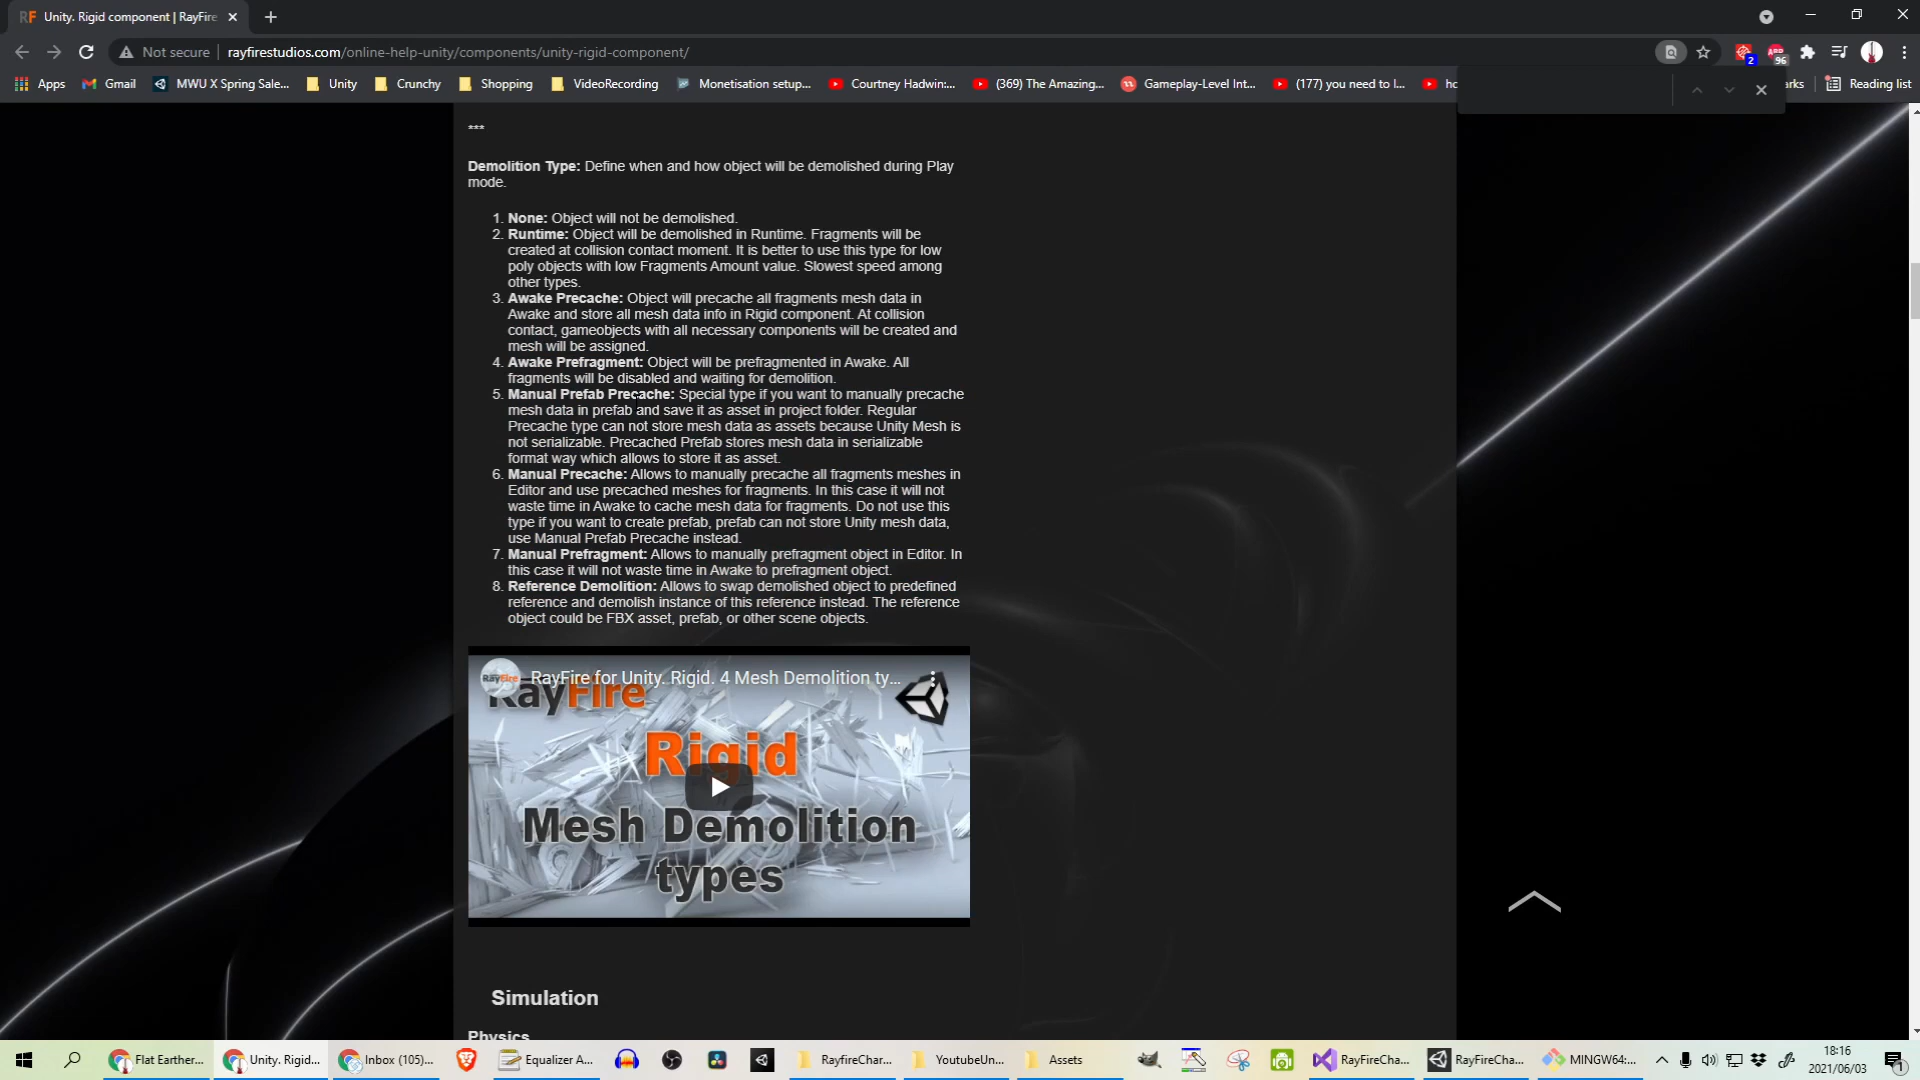 RF Unity. Rigid component | RayFire
Not secure | rayfirestudios.com/online-help-unity/components/unity-rigid-component/
2
96
Apps Gmail MWU X Spring Sale... Unity Crunchy Shopping VideoRecording Monetisation setup... Courtney Hadwin:... (369) The Amazing... Gameplay-Level Int... (177) you need to l... hc arks Reading list
***
Demolition Type: Define when and how object will be demolished during Play
mode.
1. None: Object will not be demolished.
2. Runtime: Object will be demolished in Runtime. Fragments will be
created at collision contact moment. It is better to use this type for low
poly objects with low Fragments Amount value. Slowest speed among
other types.
3. Awake Precache: Object will precache all fragments mesh data in
Awake and store all mesh data info in Rigid component. At collision
contact, gameobjects with all necessary components will be created and
mesh will be assigned.
4. Awake Prefragment: Object will be prefragmented in Awake. All
fragments will be disabled and waiting for demolition.
5. Manual Prefab Precache: Special type if you want to manually precache
mesh data in prefab and save it as asset in project folder. Regular
Precache type can not store mesh data as assets because Unity Mesh is
not serializable. Precached Prefab stores mesh data in serializable
format way which allows to store it as asset.
6. Manual Precache: Allows to manually precache all fragments meshes in
Editor and use precached meshes for fragments. In this case it will not
waste time in Awake to cache mesh data for fragments. Do not use this
type if you want to create prefab, prefab can not store Unity mesh data,
use Manual Prefab Precache instead.
7. Manual Prefragment: Allows to manually prefragment object in Editor. In
this case it will not waste time in Awake to prefragment object.
8. Reference Demolition: Allows to swap demolished object to predefined
reference and demolish instance of this reference instead. The reference
object could be FBX asset, prefab, or other scene objects.
RayFire
RayFire for Unity. Rigid. 4 Mesh Demolition ty...
RayFire
Rigid
Mesh Demolition
types
Simulation
Physics
Flat Earther... Unity. Rigid... Inbox (105)... Equalizer A... RayfireChar... YoutubeUn... Assets RayFireCha... RayFireCha... MINGW64:...
18:16
2021/06/03
1